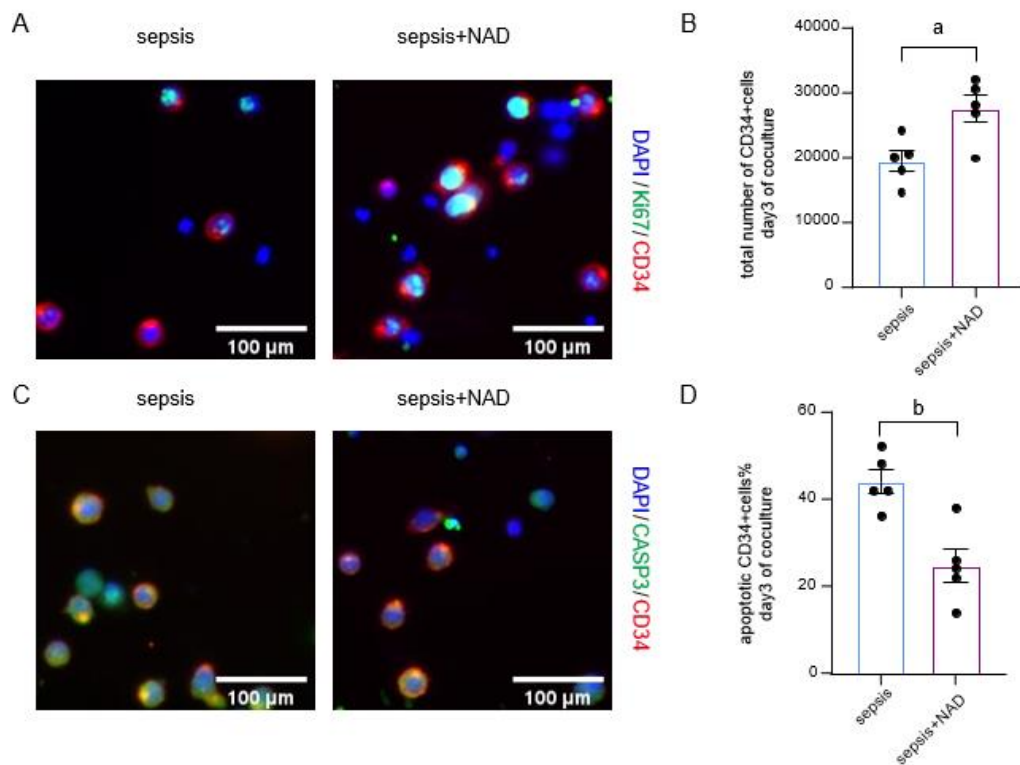 A
sepsis
sepsis+NAD
100 µm
100 µm
DAPI/Ki67/CD34
B
a
40000
30000
20000
10000
0
total number of CD34+cells
day3 of coculture
sepsis
sepsis+NAD
C
sepsis
sepsis+NAD
100 µm
100 µm
DAPI/CASP3/CD34
D
b
60
40
20
0
apoptotic CD34+cells%
day3 of coculture
sepsis
sepsis+NAD